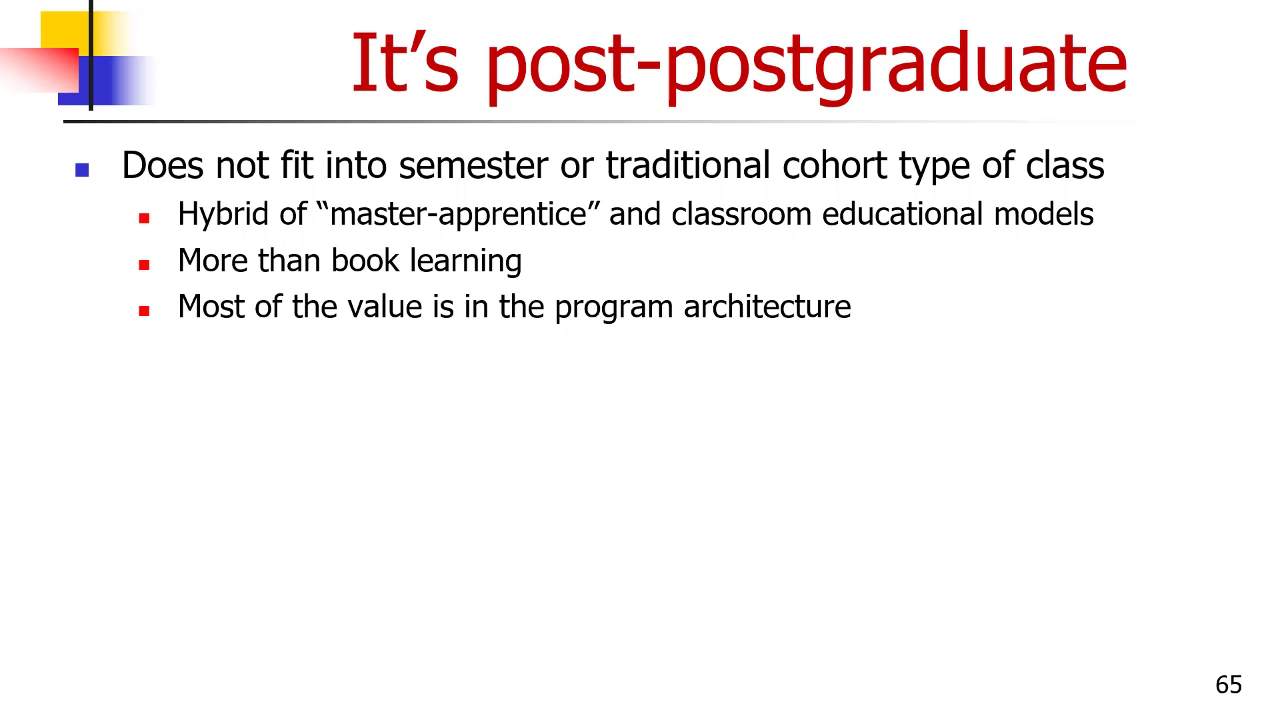 It’s post-postgraduate
Does not fit into semester or traditional cohort type of class
Hybrid of “master-apprentice” and classroom educational models
More than book learning
Most of the value is in the program architecture
65